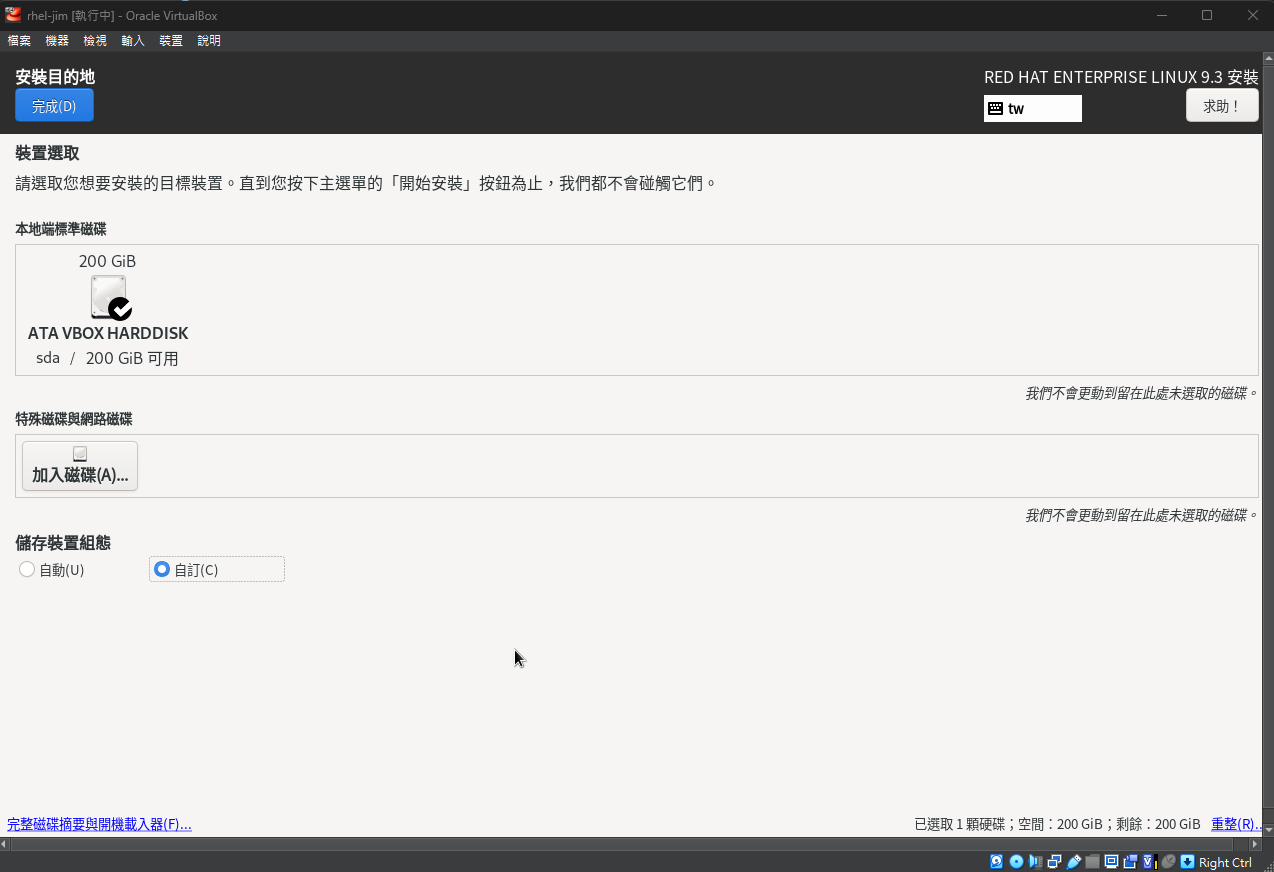 rhel-jim [執行中] - Oracle VirtualBox
檔案 機器 檢視 輸入 裝置 說明
安裝目的地
RED HAT ENTERPRISE LINUX 9.3 安裝
完成(D)
tw
求助！
裝置選取
請選取您想要安裝的目標裝置。直到您按下主選單的「開始安裝」按鈕為止，我們都不會碰觸它們。
本地端標準磁碟
200 GiB
ATA VBOX HARDDISK
sda / 200 GiB 可用
我們不會更動到留在此處未選取的磁碟。
特殊磁碟與網路磁碟
加入磁碟(A)...
我們不會更動到留在此處未選取的磁碟。
儲存裝置組態
自動(U) 自訂(C)
完整磁碟摘要與開機載入器(F)...
已選取 1 顆硬碟；空間：200 GiB；剩餘：200 GiB 重整(R)..
Right Ctrl